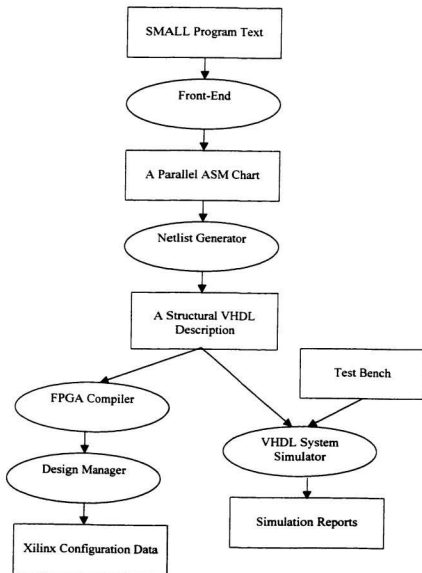 SMALL Program Text
Front-End
A Parallel ASM Chart
Netlist Generator
A Structural VHDL
Description
Test Bench
FPGA Compiler
VHDL System
Simulator
Design Manager
Simulation Reports
Xilinx Configuration Data